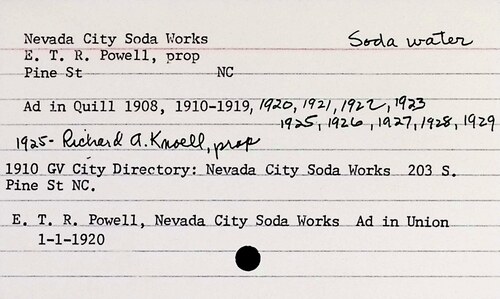 Nevada City Soda Works Soda water
E. T. R. Powell, prop
Pine St NC
Ad in Quill 1908, 1910-1919, 1920, 1921, 1922, 1923
1925, 1926, 1927, 1928, 1929
1925- Richard A. Knoell, prop
1910 GV City Directory: Nevada City Soda Works 203 S.
Pine St NC.
E. T. R. Powell, Nevada City Soda Works Ad in Union
1-1-1920